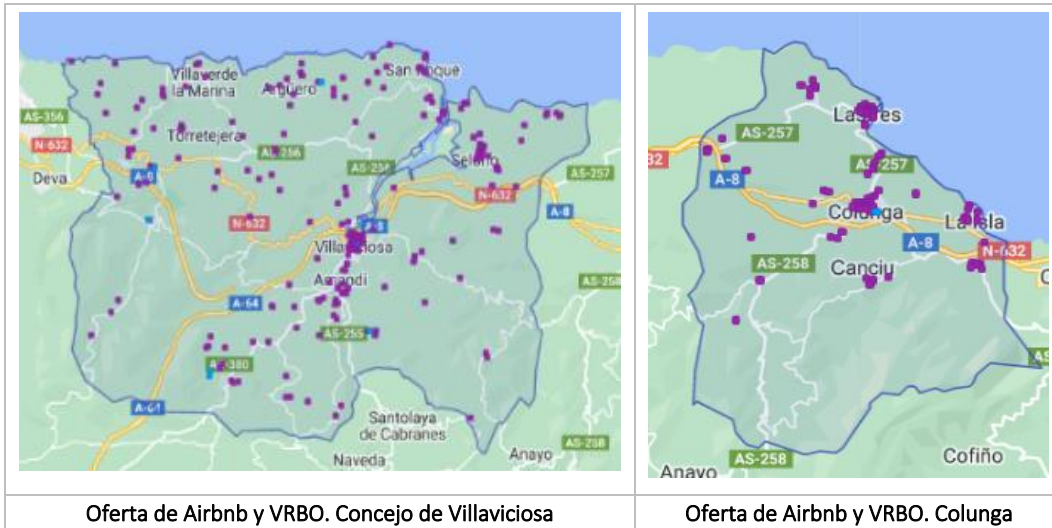 Villaverde
la Marina
San Roque
Argüero
AS-356
N-632
Torretejera
AS-256
Deva
A-8
AS-256
Selorio
N-632
AS-257
A-8
N-632
A-8
Villaviciosa
Amandi
A-64
AS-255
AS-258
A-64
Santolaya
de Cabranes
Naveda
Anayo
AS-258
Lastres
AS-257
32
A-8
AS-257
Colunga
La Isla
A-8
N-632
AS-258
Canciu
C
AS-258
Cofiño
Anayo
Oferta de Airbnb y VRBO. Concejo de Villaviciosa
Oferta de Airbnb y VRBO. Colunga